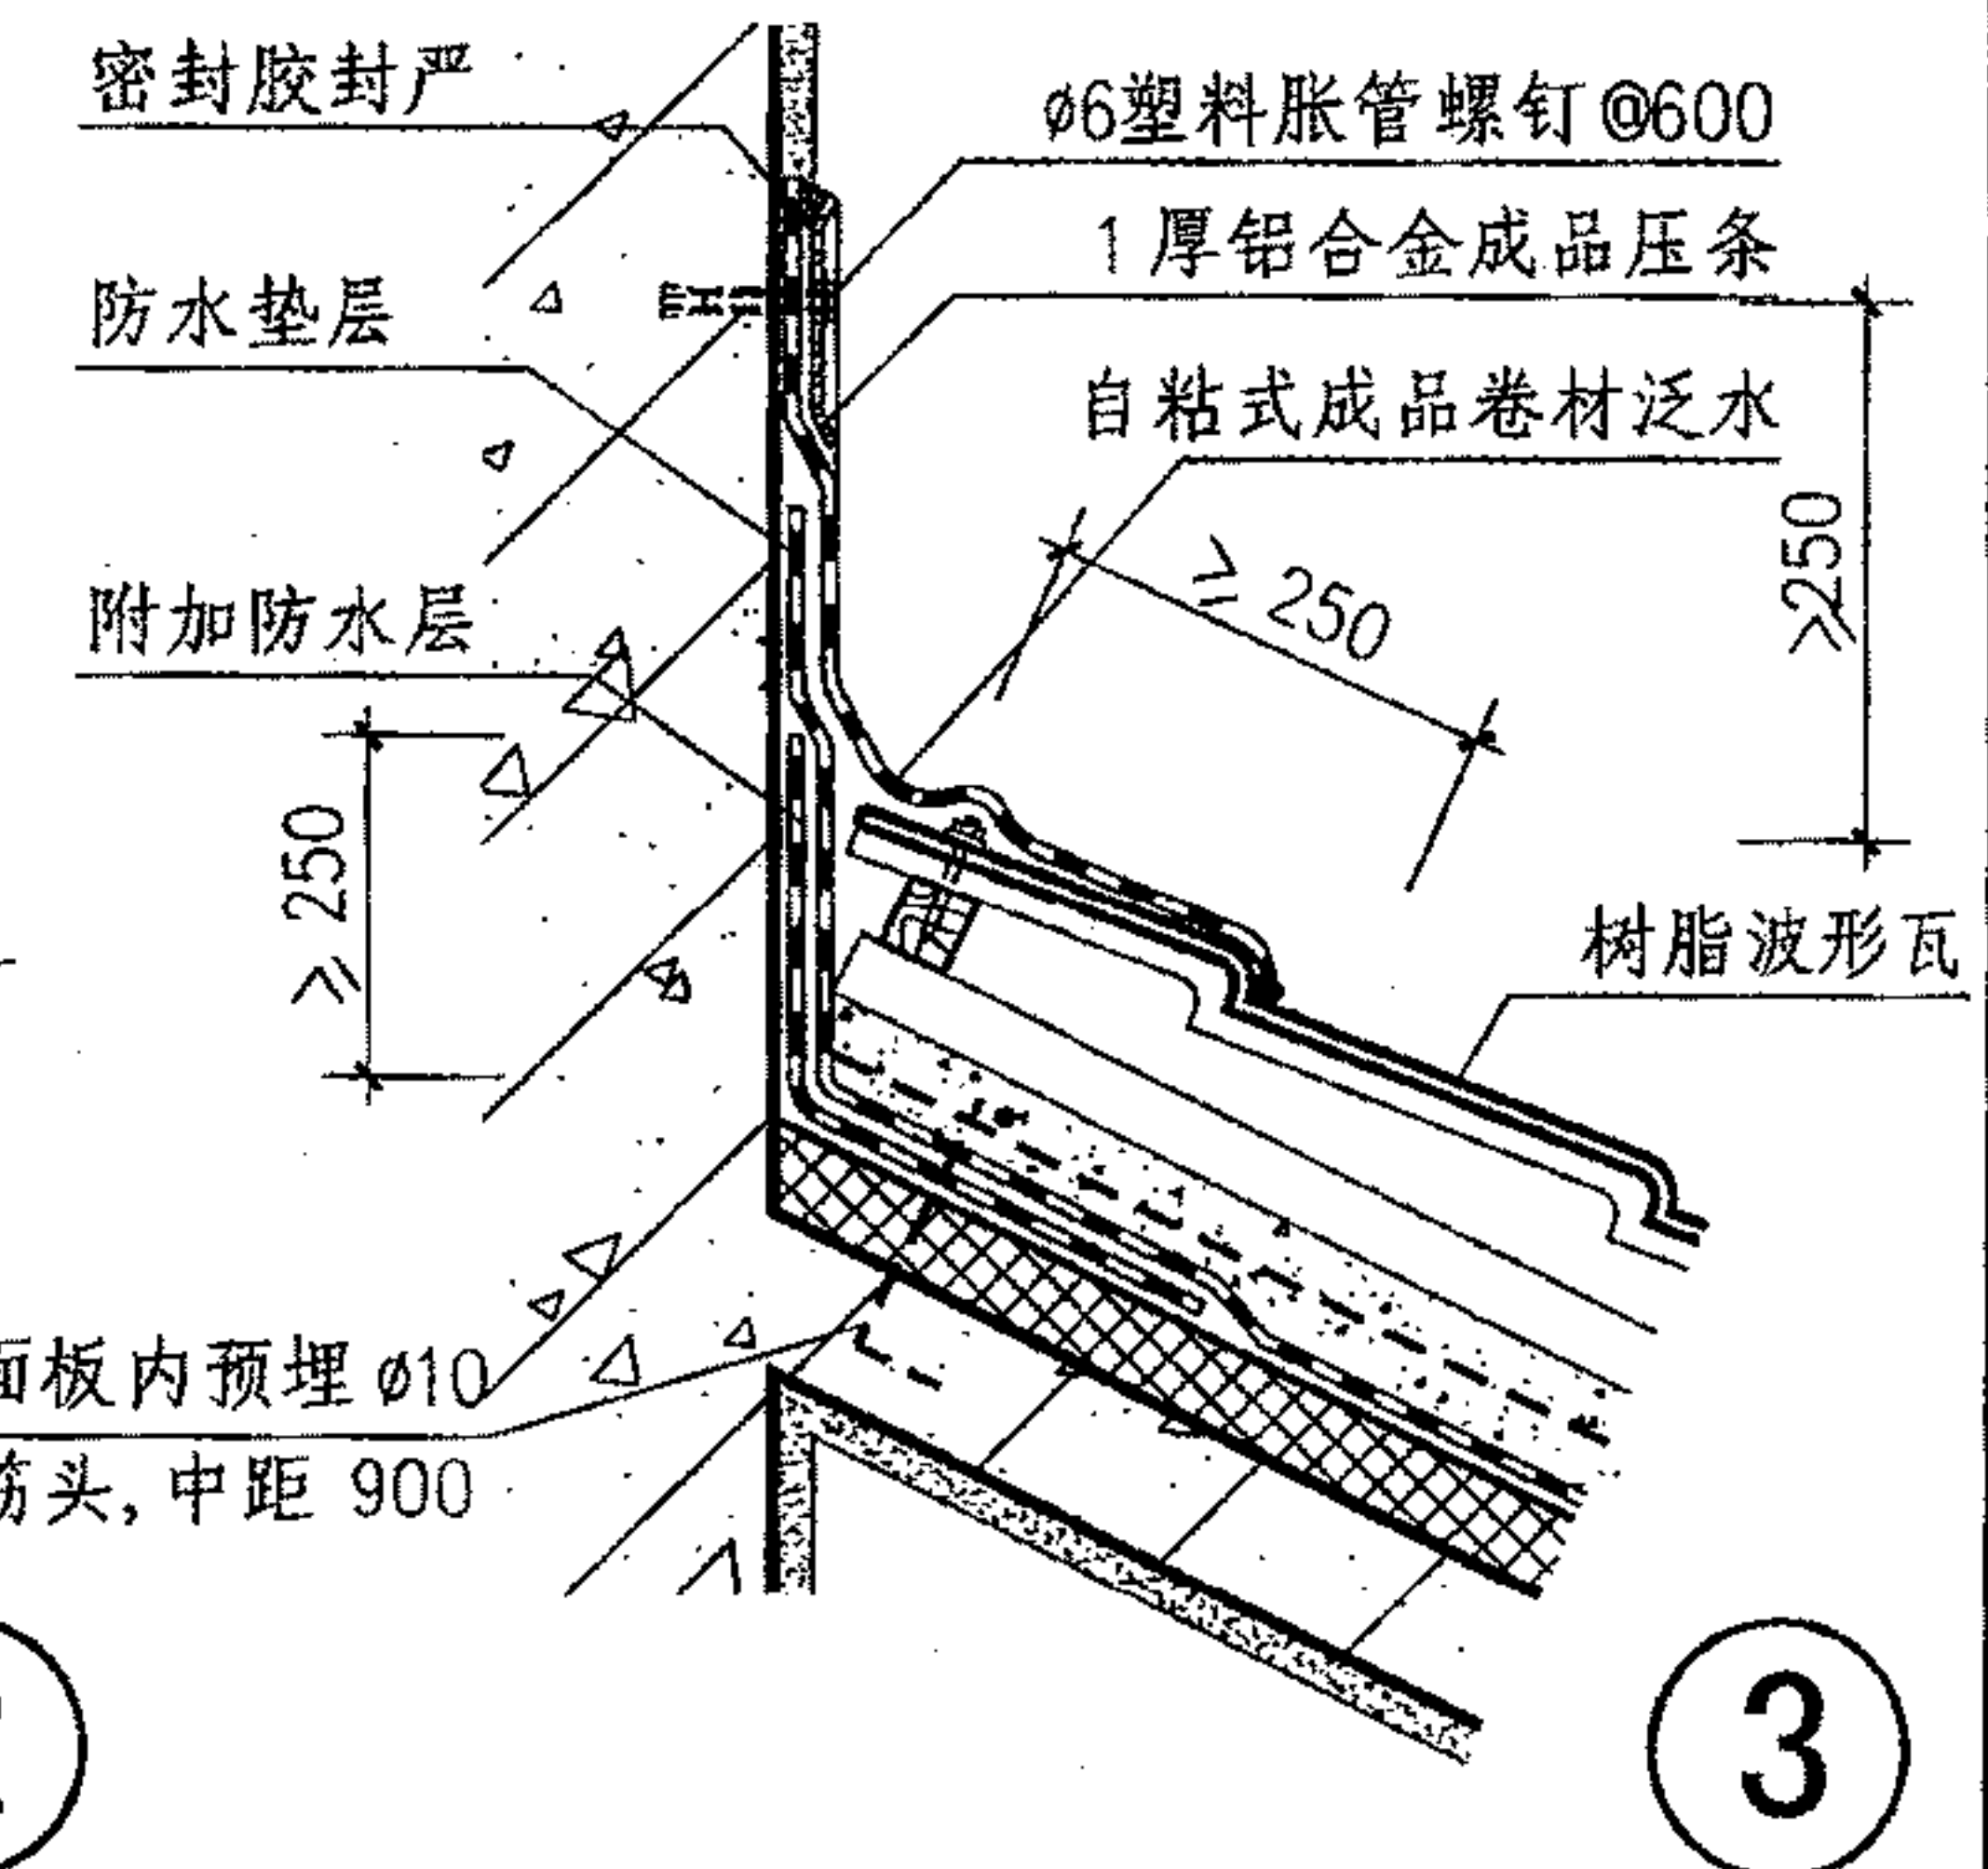 密封胶封严
ø6塑料胀管螺钉@600
1厚铝合金成品压条
防水垫层
自粘式成品卷材泛水
≥250
≥250
附加防水层
≥250
树脂波形瓦
面板内预埋ø10
筋头,中距 900
3